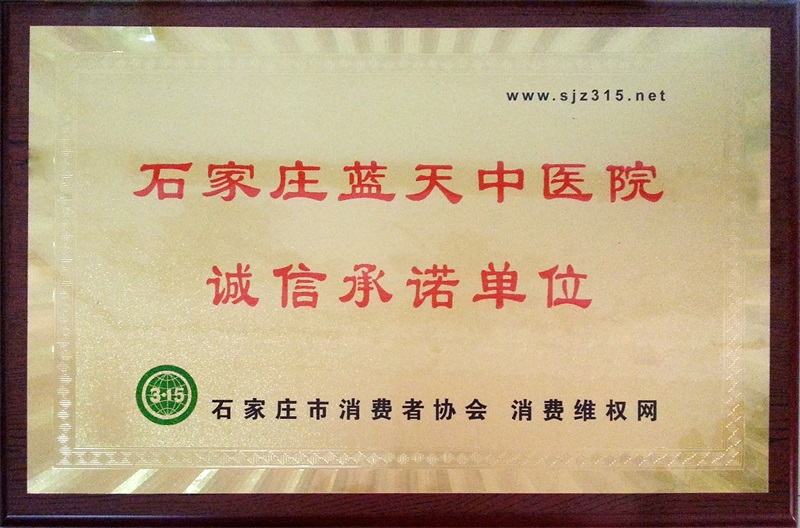 www.sjz315.net
石家庄蓝天中医院
诚信承诺单位
3·15 石家庄市消费者协会 消费维权网